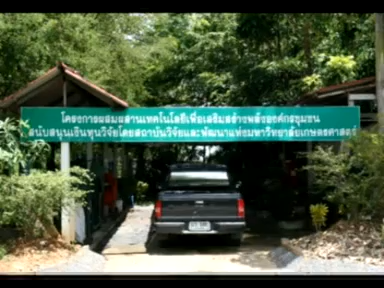 โครงการผสมผสานเทคโนโลยีเพื่อเสริมสร้างพลังองค์กรชุมชน
สนับสนุนเงินทุนวิจัยโดยสถาบันวิจัยและพัฒนาแห่งมหาวิทยาลัยเกษตรศาสตร์